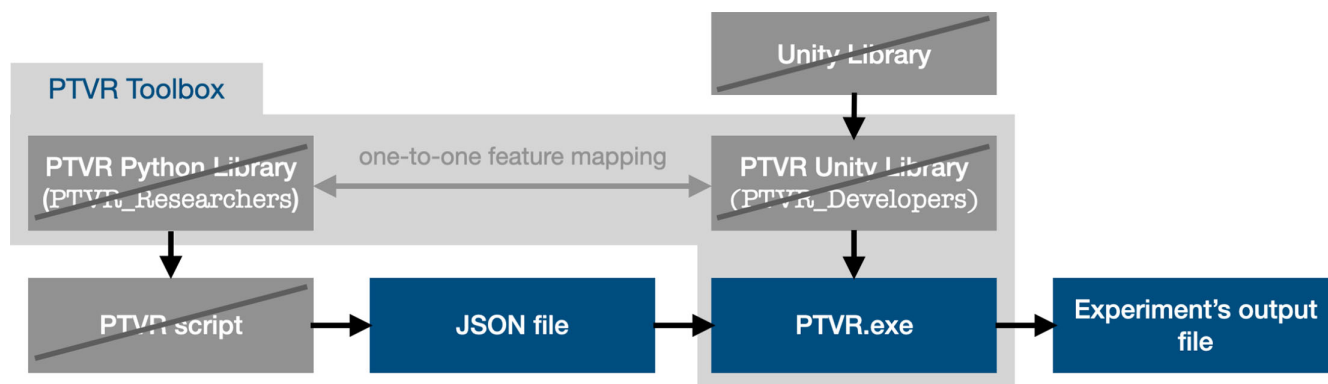 Unity Library
PTVR Toolbox
PTVR Python Library
(PTVR_Researchers)
one-to-one feature mapping
PTVR Unity Library
(PTVR_Developers)
PTVR script
JSON file
PTVR.exe
Experiment’s output
file